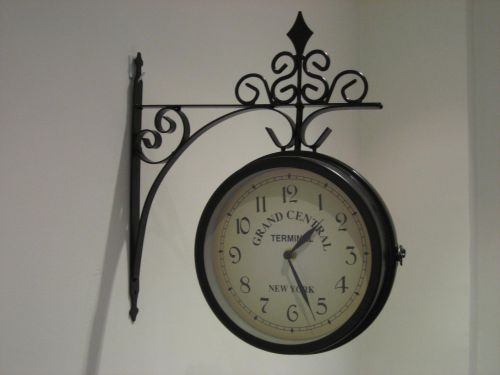 12
11 1
GRAND CENTRAL
10 2
TERMINAL
9 3
NEW YORK
8 4
7 5
6